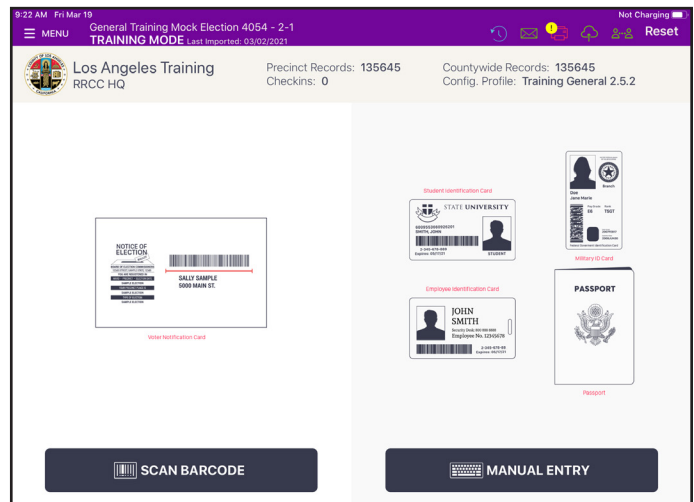 9:22 AM Fri Mar 19
Not Charging
MENU
General Training Mock Election 4054 - 2-1
TRAINING MODE Last Imported: 03/02/2021
Reset
Los Angeles Training
RRCC HQ
Precinct Records: 135645
Checkins: 0
Countywide Records: 135645
Config. Profile: Training General 2.5.2
NOTICE OF
ELECTION
SALLY SAMPLE
5000 MAIN ST.
Voter Notification Card
Student Identification Card
STATE UNIVERSITY
SMITH, JOHN
STUDENT
Employee Identification Card
JOHN
SMITH
Employee No. 12345678
Doe
Jane Marie
Branch
Military ID Card
PASSPORT
Passport
SCAN BARCODE
MANUAL ENTRY